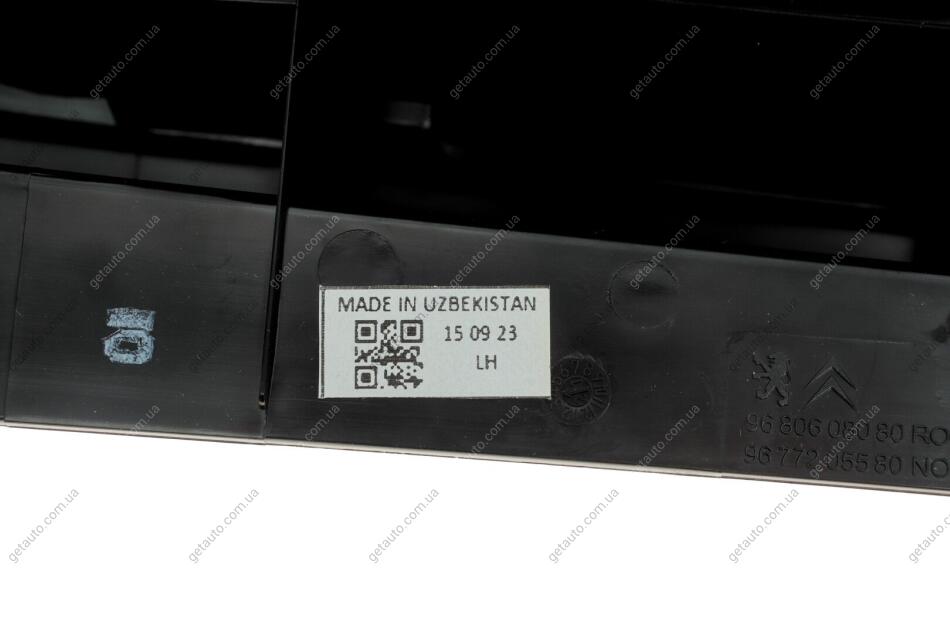 MADE IN UZBEKISTAN
15 09 23
LH
96 806 080 80 RO
96 772 055 80 NO
getauto.com.ua